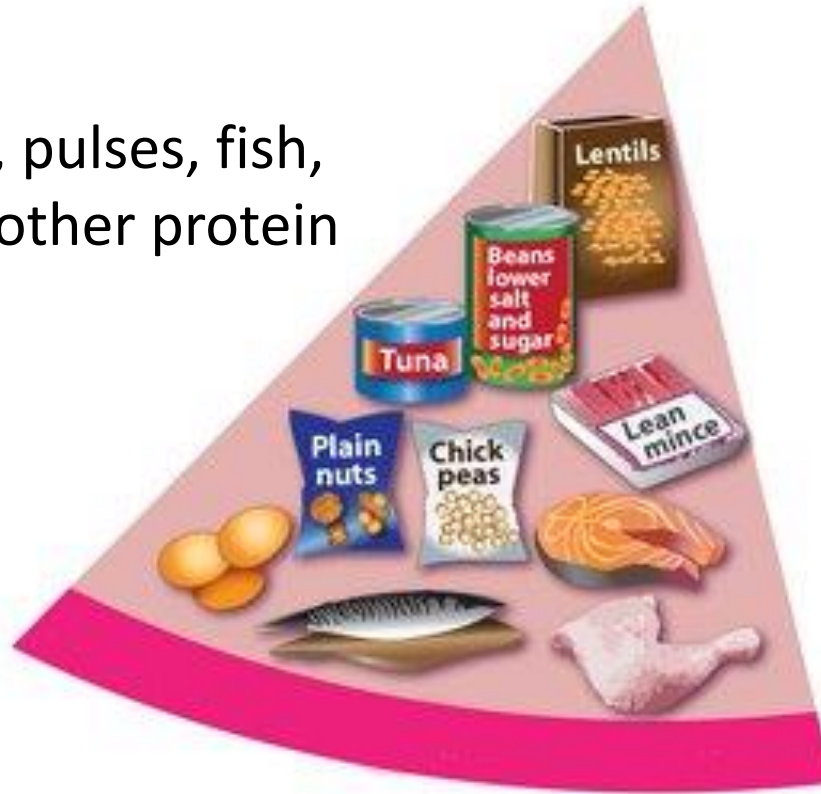 , pulses, fish,
other protein
Lentils
Beans
lower
salt
and
sugar
Tuna
Lean
mince
Plain
nuts
Chick
peas